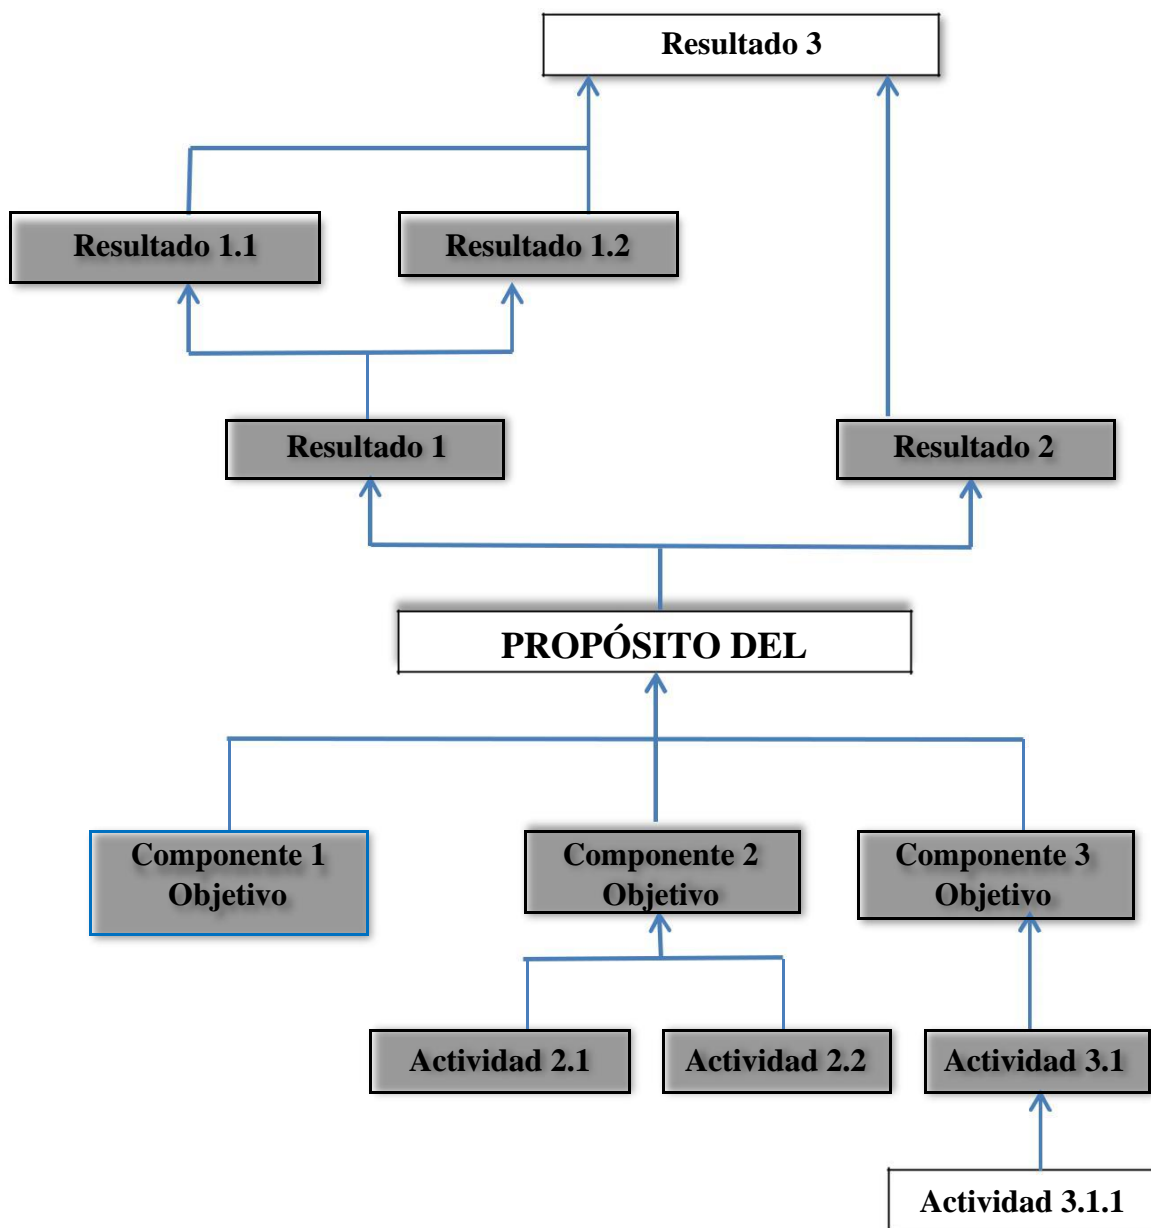 Resultado 3
Resultado 1.1
Resultado 1.2
Resultado 1
Resultado 2
PROPÓSITO DEL
Componente 1
Objetivo
Componente 2
Objetivo
Componente 3
Objetivo
Actividad 2.1
Actividad 2.2
Actividad 3.1
Actividad 3.1.1